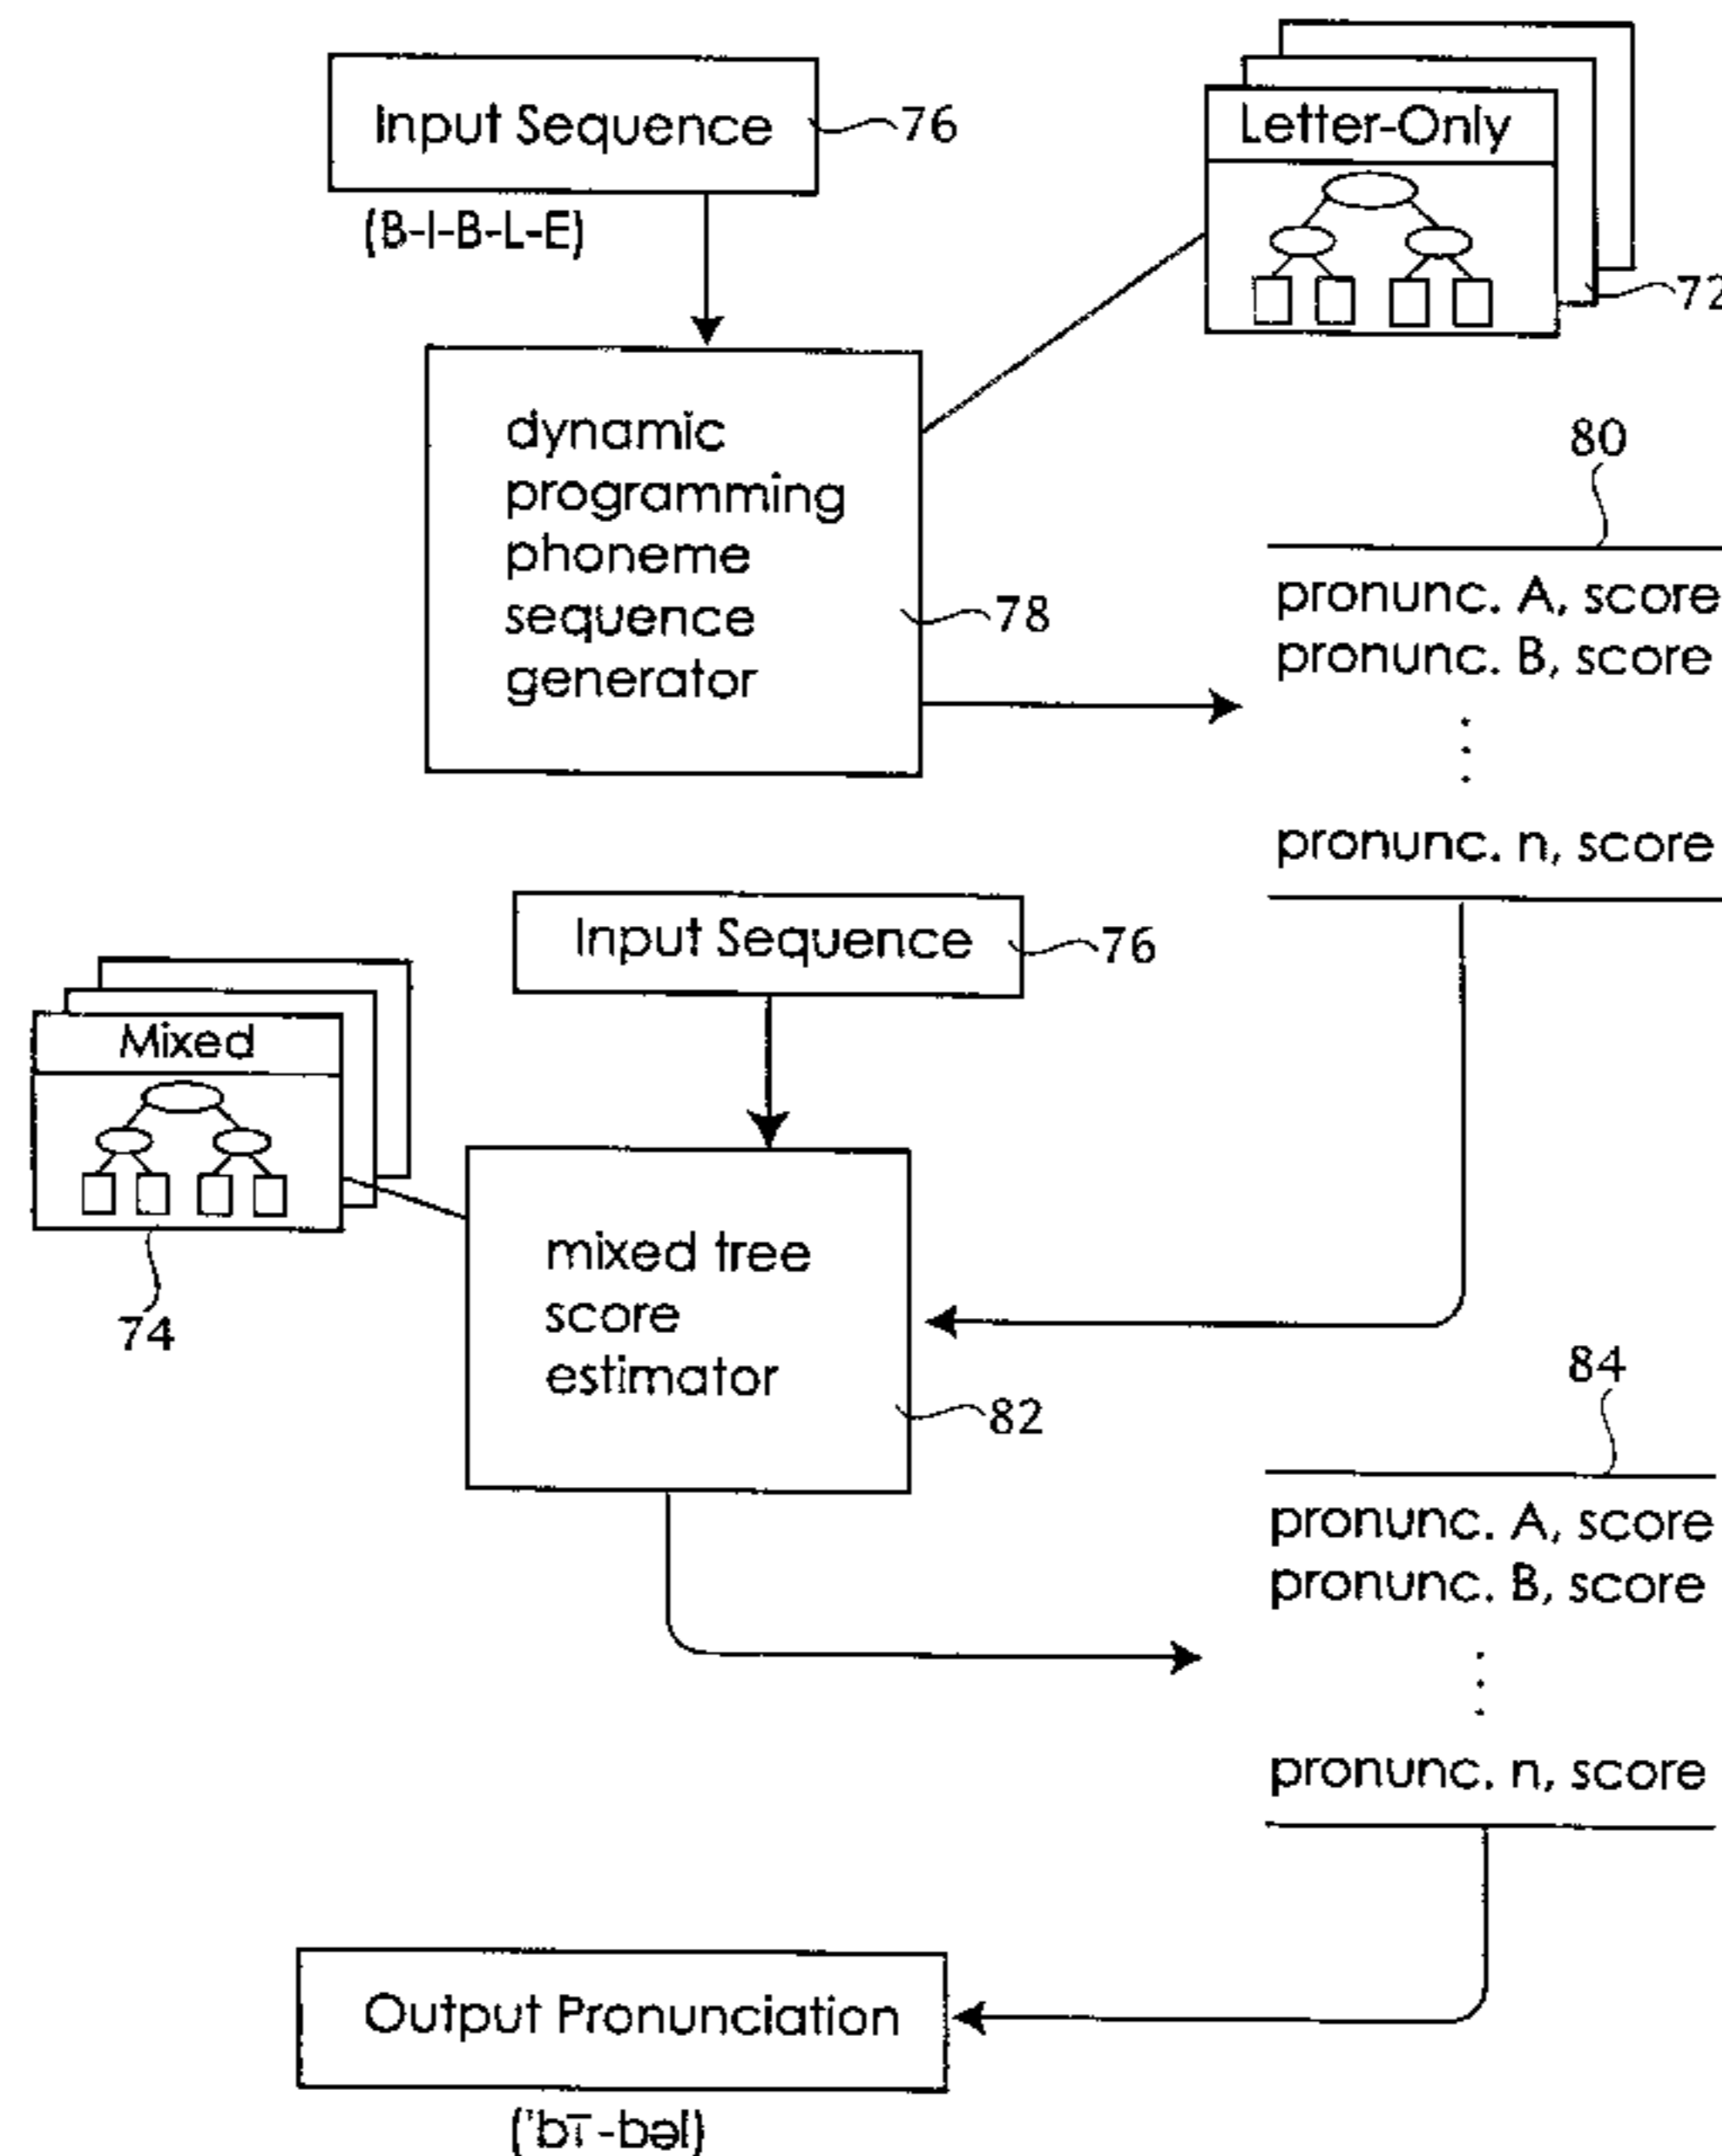 Input Sequence
76
(B-I-B-L-E)
Letter-Only
72
dynamic
programming
phoneme
sequence
generator
78
80
pronunc. A, score
pronunc. B, score
pronunc. n, score
Input Sequence
76
Mixed
74
mixed tree
score
estimator
82
84
pronunc. A, score
pronunc. B, score
pronunc. n, score
Output Pronunciation
('bī-bəl)